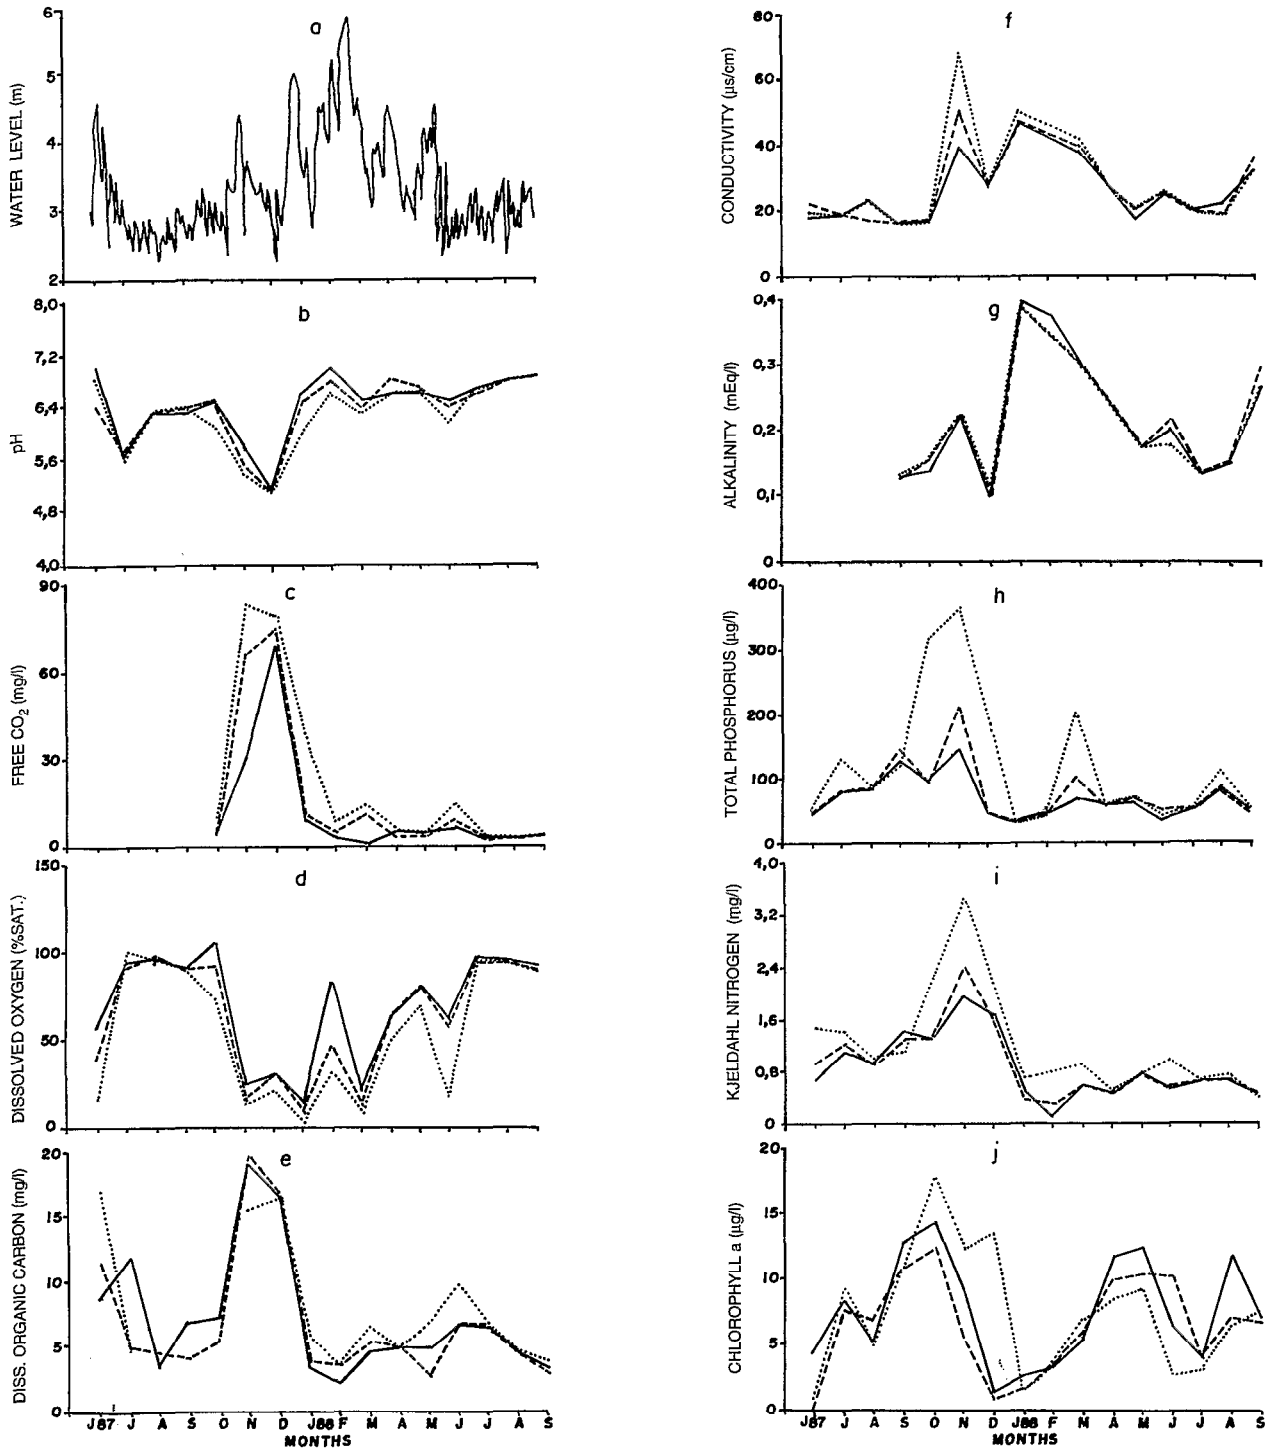 a
WATER LEVEL (m)
6
5
4
3
2
b
pH
8,0
7,2
6,4
5,6
4,8
4,0
c
FREE CO2 (mg/l)
90
60
30
0
d
DISSOLVED OXYGEN (%SAT.)
150
100
50
0
e
DISS. ORGANIC CARBON (mg/l)
20
15
10
5
0
J87 J A S O N D J88 F M A M J J A S
MONTHS
f
CONDUCTIVITY (µs/cm)
80
60
40
20
0
g
ALKALINITY (mEq/l)
0,4
0,3
0,2
0,1
0
h
TOTAL PHOSPHORUS (µg/l)
400
300
200
100
0
i
KJELDAHL NITROGEN (mg/l)
4,0
3,2
2,4
1,6
0,8
0
j
CHLOROPHYLL a (µg/l)
20
15
10
5
0
J87 J A S O N D J88 F M A M J J A S
MONTHS